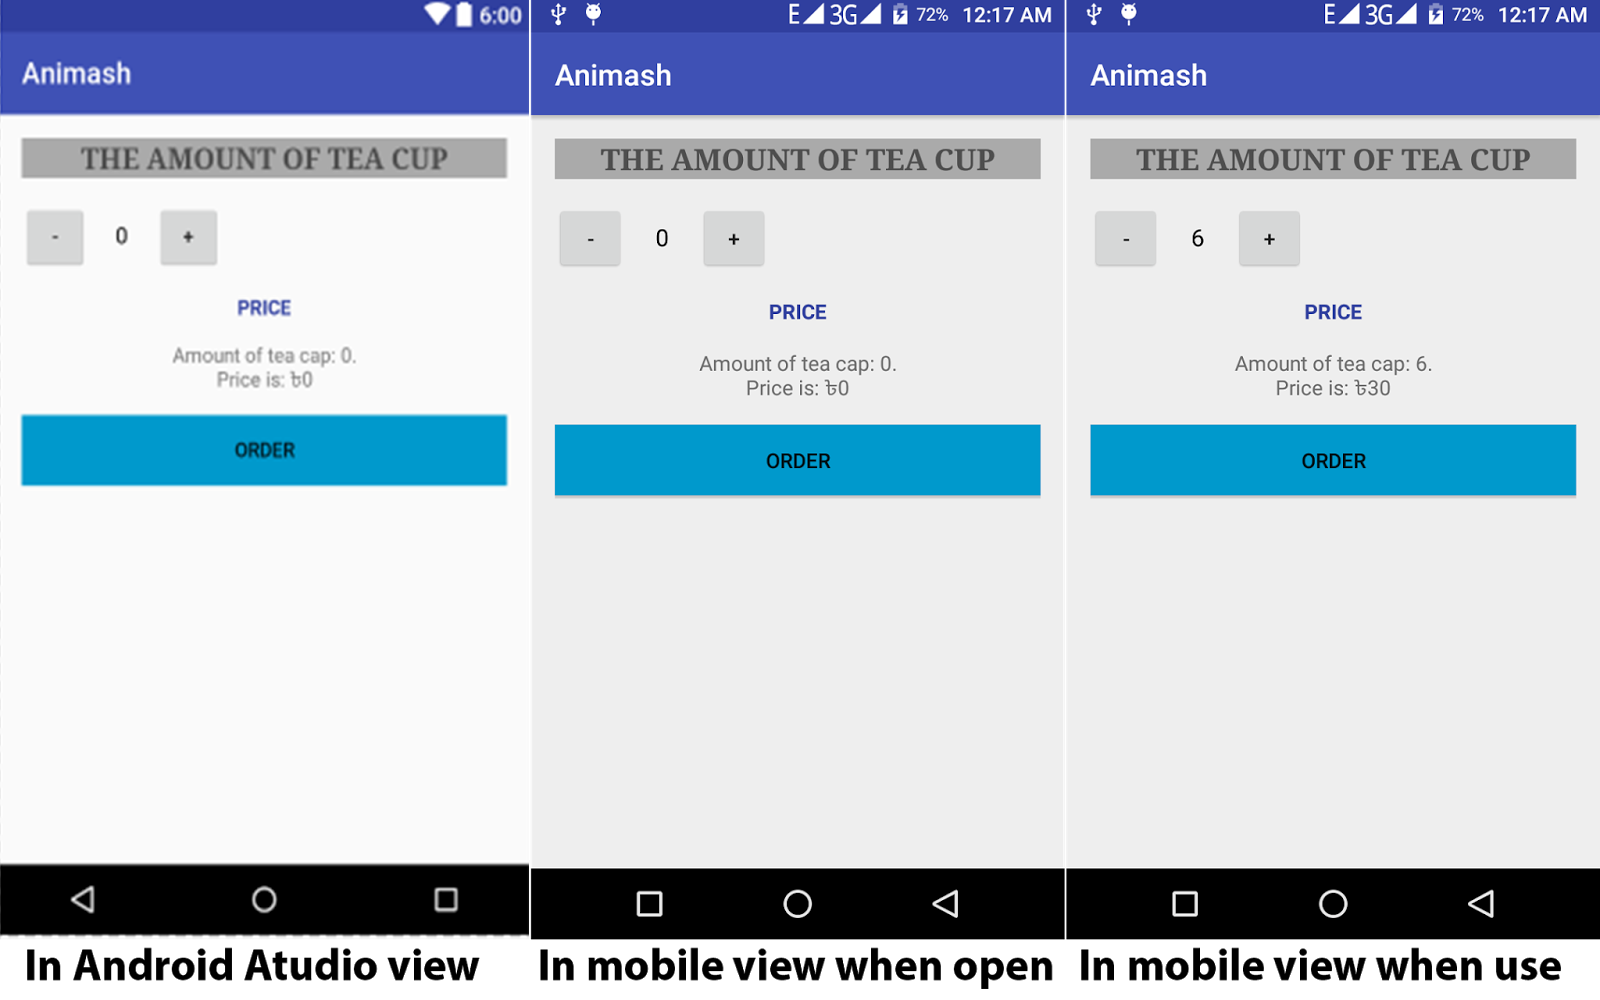 6:00
Animash
THE AMOUNT OF TEA CUP
- 0 +
PRICE
Amount of tea cap: 0.
Price is: ৳0
ORDER
In Android Atudio view
E 3G 72% 12:17 AM
Animash
THE AMOUNT OF TEA CUP
- 0 +
PRICE
Amount of tea cap: 0.
Price is: ৳0
ORDER
In mobile view when open
E 3G 72% 12:17 AM
Animash
THE AMOUNT OF TEA CUP
- 6 +
PRICE
Amount of tea cap: 6.
Price is: ৳30
ORDER
In mobile view when use